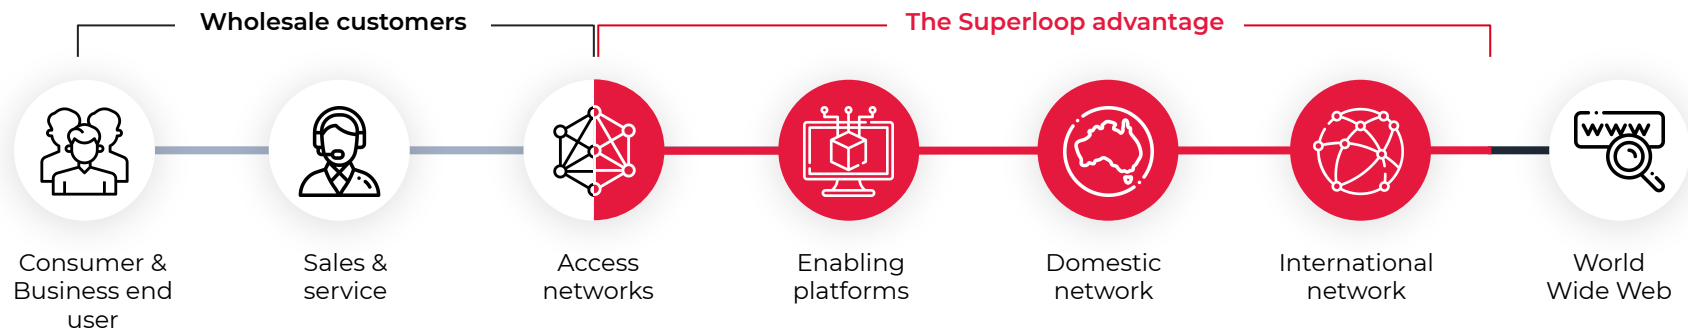 Wholesale customers
The Superloop advantage
www
Consumer &
Business end
user
Sales &
service
Access
networks
Enabling
platforms
Domestic
network
International
network
World
Wide Web